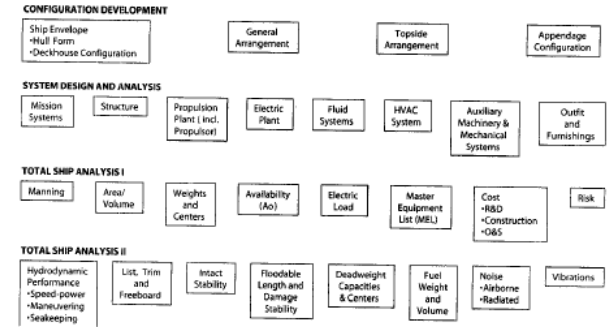 CONFIGURATION DEVELOPMENT
Ship Envelope
•Hull Form
•Deckhouse Configuration
General
Arrangement
Topside
Arrangement
Appendage
Configuration
SYSTEM DESIGN AND ANALYSIS
Mission
Systems
Structure
Propulsion
Plant ( incl.
Propulsor)
Electric
Plant
Fluid
Systems
HVAC
System
Auxiliary
Machinery &
Mechanical
Systems
Outfit
and
Furnishings
TOTAL SHIP ANALYSIS I
Manning
Area/
Volume
Weights
and
Centers
Availability
(Ao)
Electric
Load
Master
Equipment
List (MEL)
Cost
•R&D
•Construction
•O&S
Risk
TOTAL SHIP ANALYSIS II
Hydrodynamic
Performance
•Speed-power
•Maneuvering
•Seakeeping
List, Trim
and
Freeboard
Intact
Stability
Floodable
Length and
Damage
Stability
Deadweight
Capacities
& Centers
Fuel
Weight
and
Volume
Noise
•Airborne
•Radiated
Vibrations